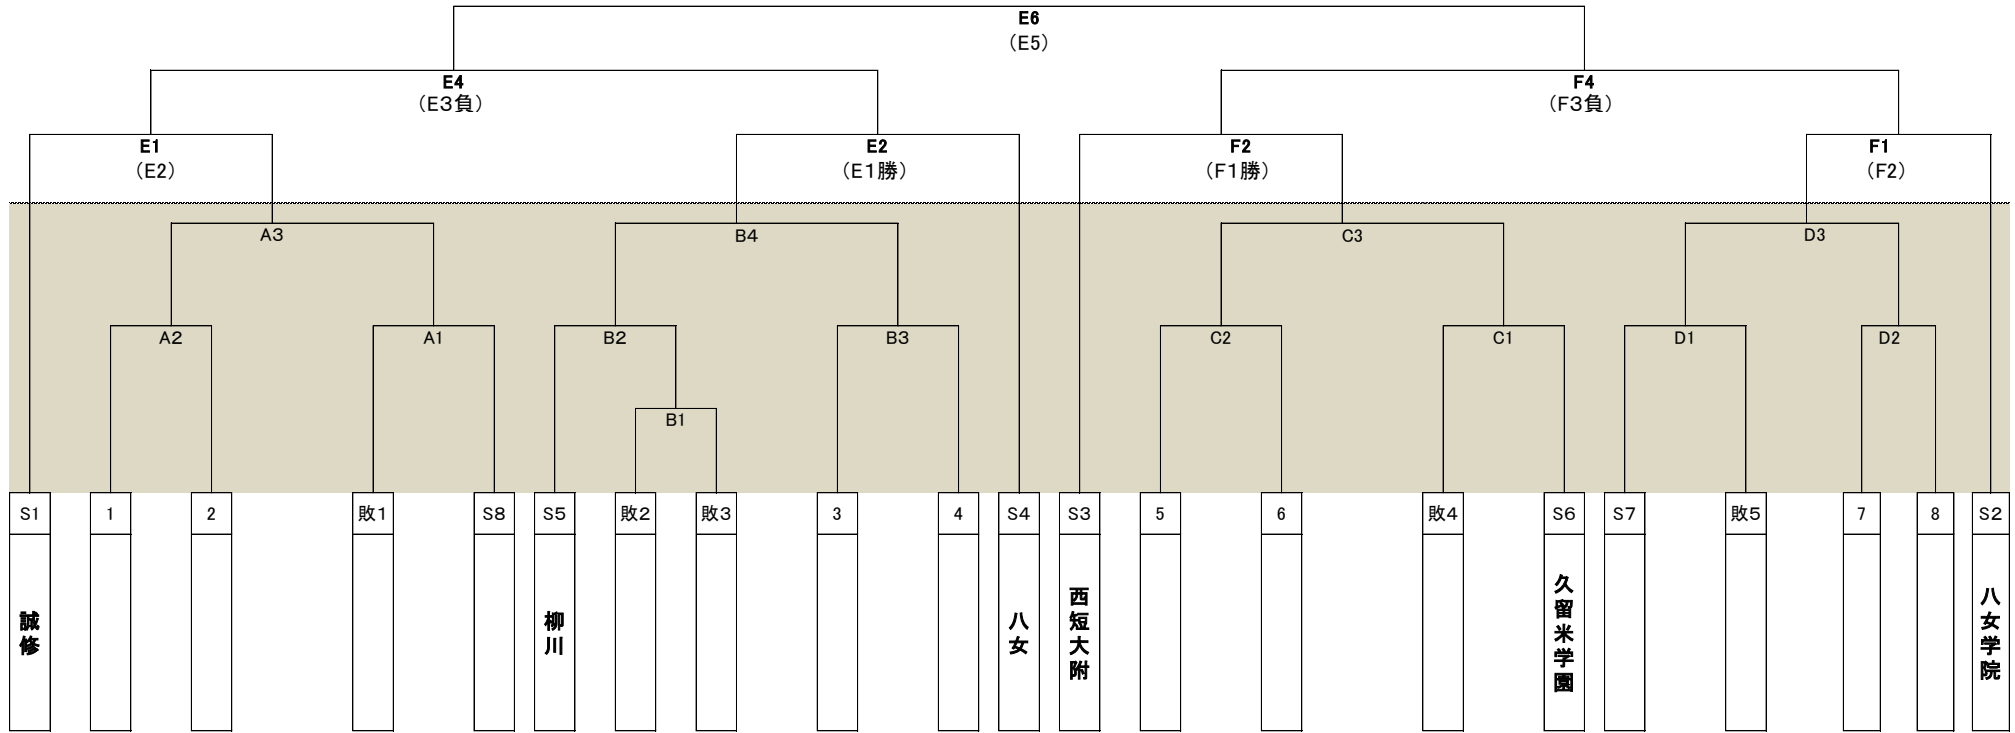 E6
（E5）
E4
（E3負）
F4
（F3負）
E1
（E2）
E2
（E1勝）
F2
（F1勝）
F1
（F2）
A3
B4
C3
D3
A2
A1
B2
B3
C2
C1
D1
D2
B1
S1
1
2
敗1
S8
S5
敗2
敗3
3
4
S4
S3
5
6
敗4
S6
S7
敗5
7
8
S2
誠修
柳川
八女
西短大附
久留米学園
八女学院